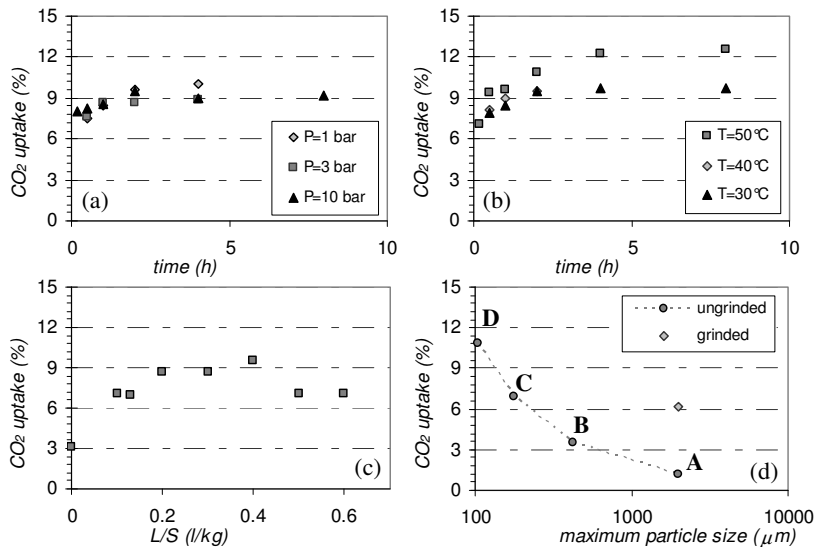 15
12
9
6
3
0
CO₂ uptake (%)
P=1 bar
P=3 bar
P=10 bar
(a)
0 5 10
time (h)
15
12
9
6
3
0
CO₂ uptake (%)
T=50°C
T=40°C
T=30°C
(b)
0 5 10
time (h)
15
12
9
6
3
0
CO₂ uptake (%)
(c)
0 0.2 0.4 0.6
L/S (l/kg)
15
12
9
6
3
0
CO₂ uptake (%)
ungrinded
grinded
D
C
B
A
(d)
100 1000 10000
maximum particle size (μm)